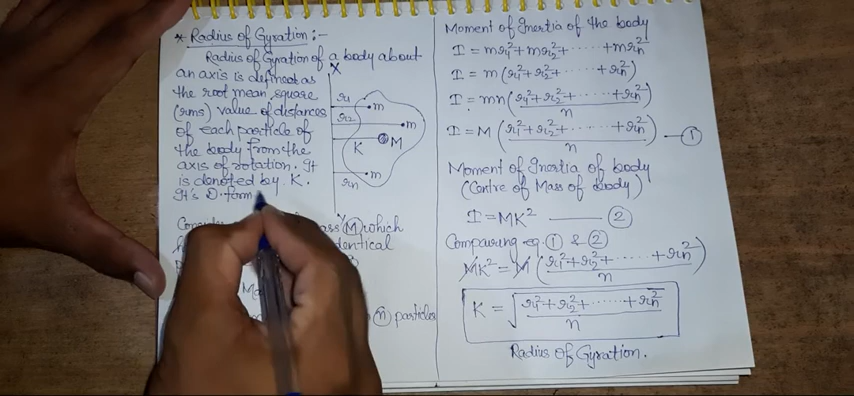 * Radius of Gyration :-
Radius of Gyration of a body about
an axis is defined as
the root mean square
(rms) value of distances
of each particle of
the body from the
axis of rotation. It
is denoted by K.
It's D. form
X
r1
m
r2
m
K
M
rn
m
Y
(M) which
identical
(n) particles
Moment of Inertia of the body
I = mr1² + mr2² + ...... + mrn²
I = m(r1² + r2² + ...... + rn²)
I = mn(r1² + r2² + ...... + rn²)/n
I = M(r1² + r2² + ...... + rn²)/n — ①
Moment of Inertia of body
(Centre of Mass of body)
I = MK² — ②
Comparing eq. ① & ②
MK² = M(r1² + r2² + ...... + rn²)/n
K = √(r1² + r2² + ...... + rn²)/n
Radius of Gyration.